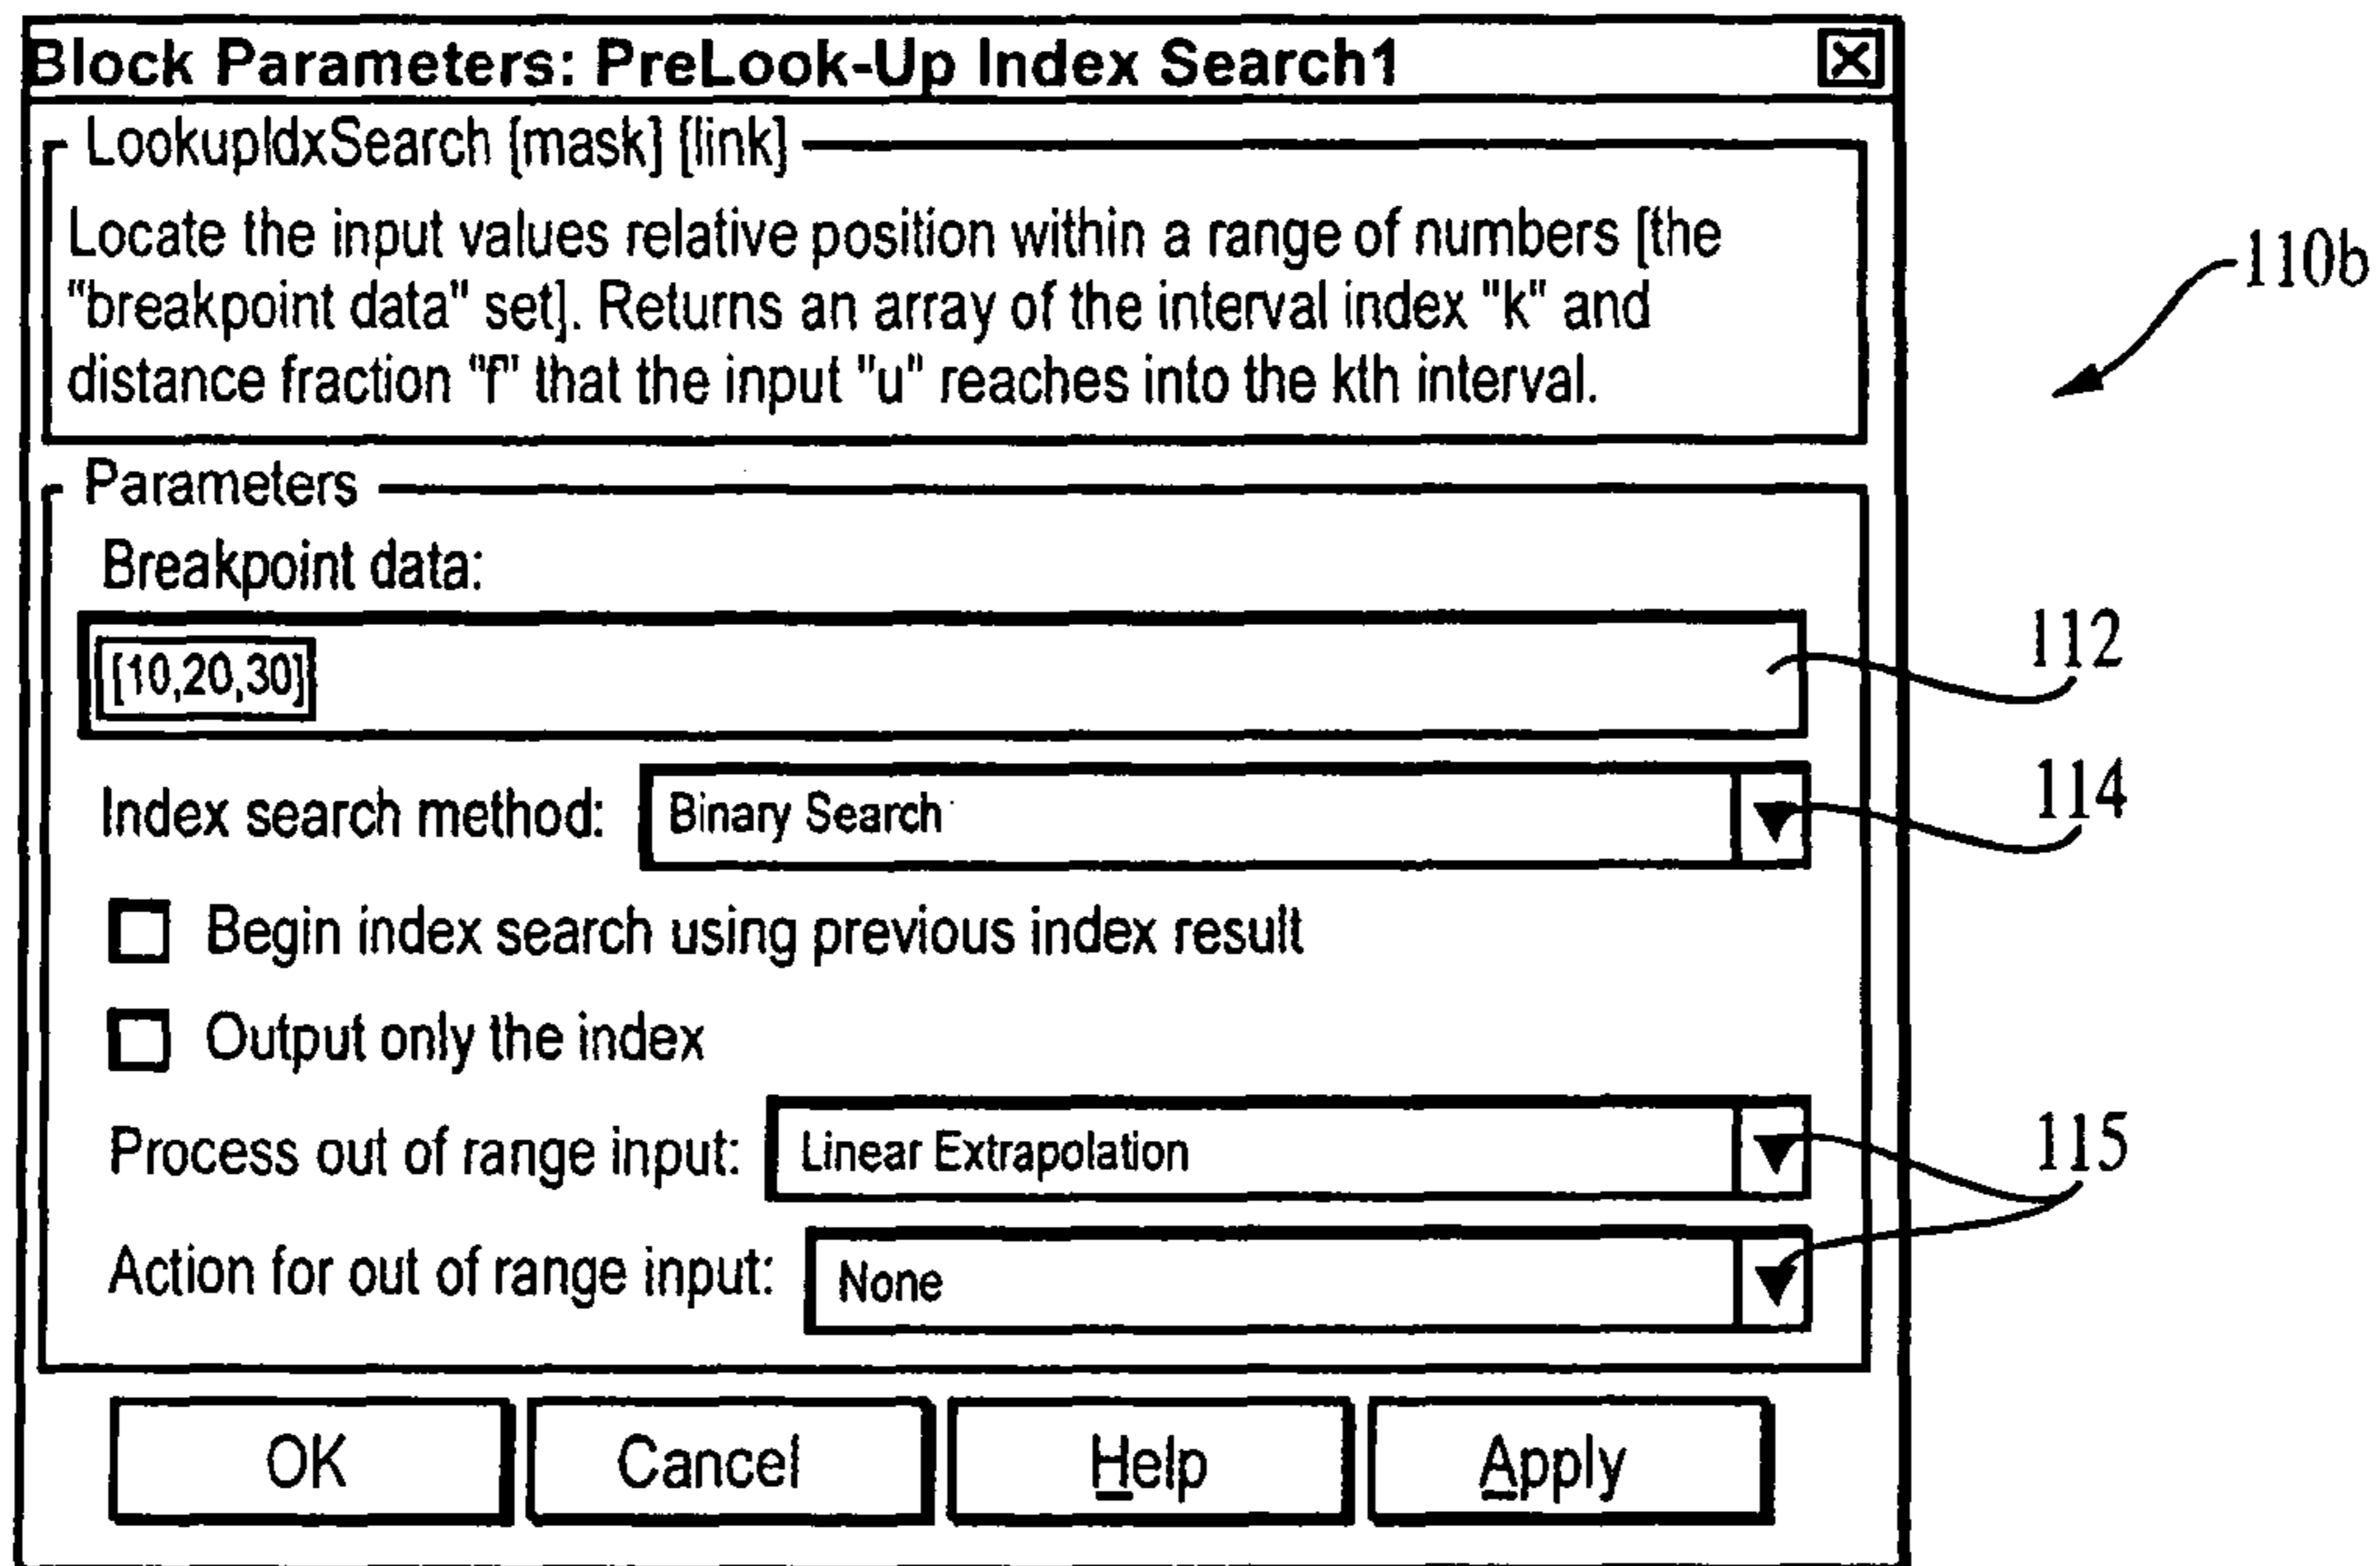 Block Parameters: PreLook-Up Index Search1
LookupIdxSearch [mask] [link]
Locate the input values relative position within a range of numbers [the
"breakpoint data" set]. Returns an array of the interval index "k" and
distance fraction "f" that the input "u" reaches into the kth interval.
110b
Parameters
Breakpoint data:
[10,20,30]
112
Index search method: Binary Search
114
Begin index search using previous index result
Output only the index
Process out of range input: Linear Extrapolation
115
Action for out of range input: None
OK Cancel Help Apply